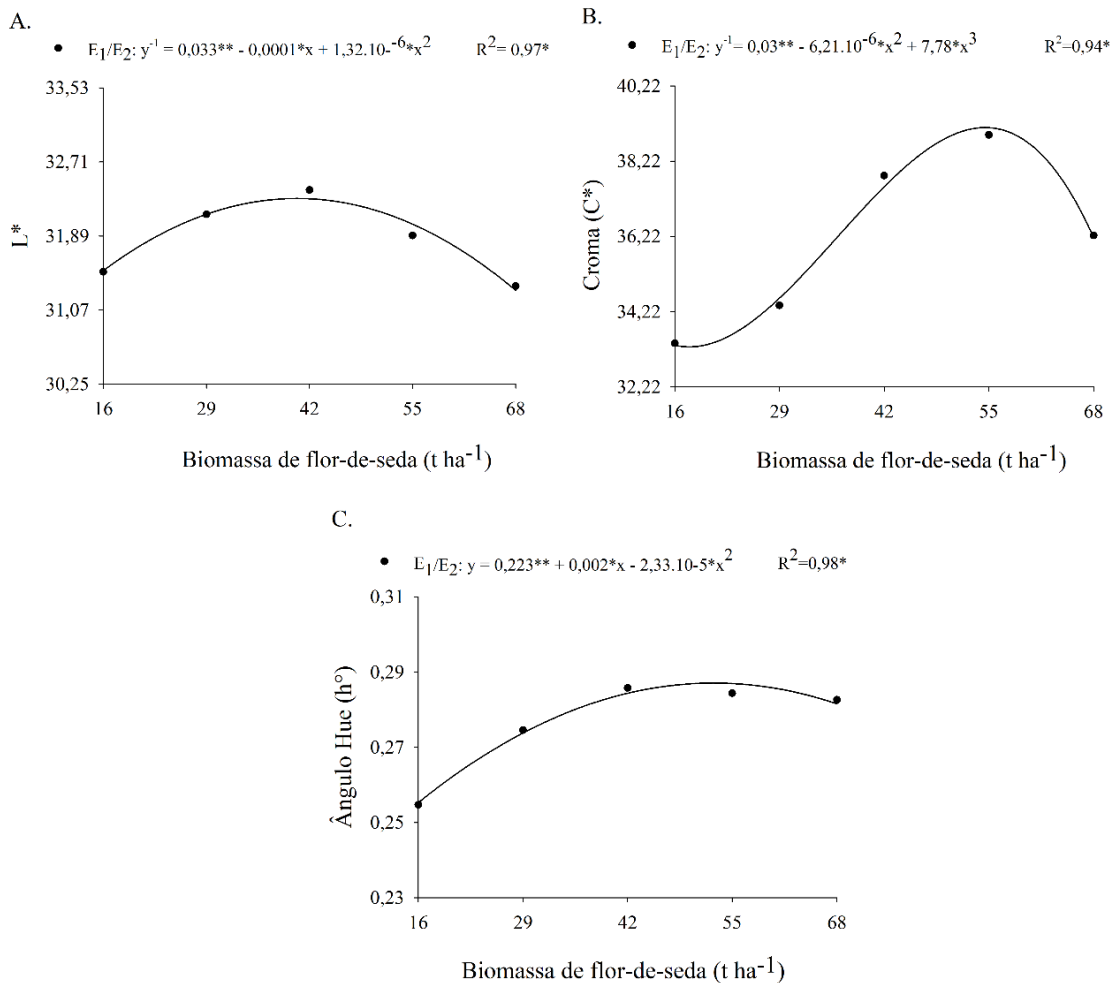 A.
● E₁/E₂: y⁻¹ = 0,033** - 0,0001*x + 1,32.10⁻⁶*x² R²= 0,97*
33,53
32,71
31,89
31,07
30,25
L*
16 29 42 55 68
Biomassa de flor-de-seda (t ha⁻¹)
B.
● E₁/E₂: y⁻¹= 0,03** - 6,21.10⁻⁶*x² + 7,78*x³ R²=0,94*
40,22
38,22
36,22
34,22
32,22
Croma (C*)
16 29 42 55 68
Biomassa de flor-de-seda (t ha⁻¹)
C.
● E₁/E₂: y = 0,223** + 0,002*x - 2,33.10-5*x² R²=0,98*
0,31
0,29
0,27
0,25
0,23
Ângulo Hue (h°)
16 29 42 55 68
Biomassa de flor-de-seda (t ha⁻¹)